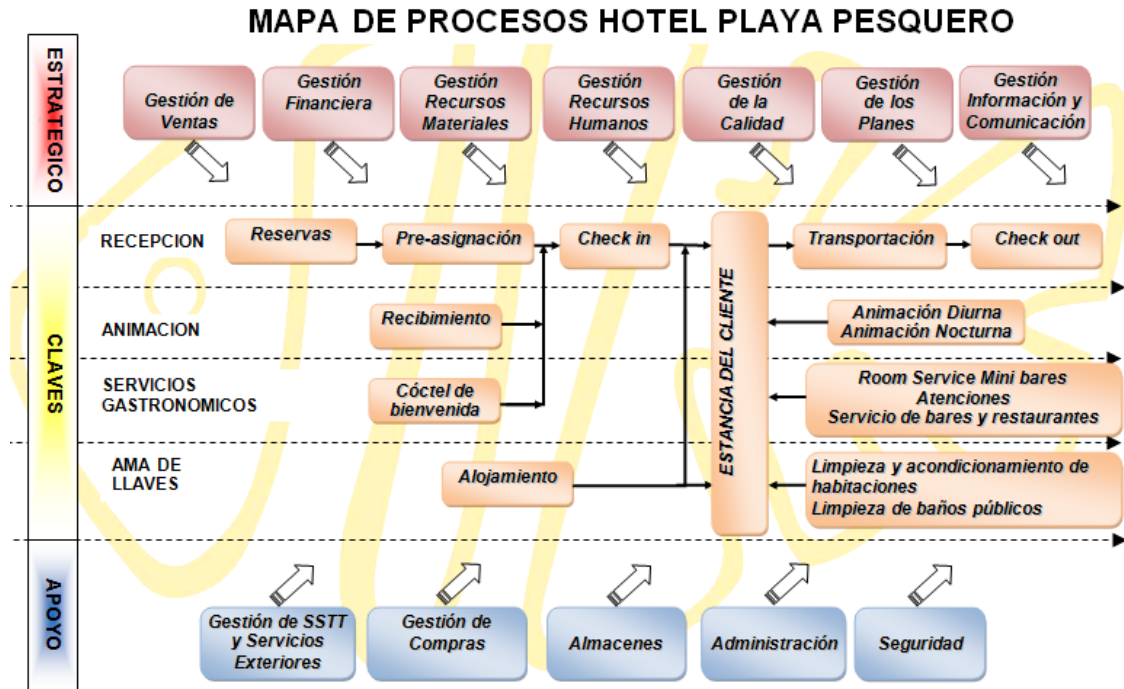 MAPA DE PROCESOS HOTEL PLAYA PESQUERO
ESTRATEGICO
Gestión de
Ventas
Gestión
Financiera
Gestión
Recursos
Materiales
Gestión
Recursos
Humanos
Gestión
de la
Calidad
Gestión
de los
Planes
Gestión
Información y
Comunicación
CLAVES
RECEPCION
Reservas
Pre-asignación
Check in
ESTANCIA DEL CLIENTE
Transportación
Check out
ANIMACION
Recibimiento
Animación Diurna
Animación Nocturna
SERVICIOS
GASTRONOMICOS
Cóctel de
bienvenida
Room Service Mini bares
Atenciones
Servicio de bares y restaurantes
AMA DE
LLAVES
Alojamiento
Limpieza y acondicionamiento de
habitaciones
Limpieza de baños públicos
APOYO
Gestión de SSTT
y Servicios
Exteriores
Gestión de
Compras
Almacenes
Administración
Seguridad